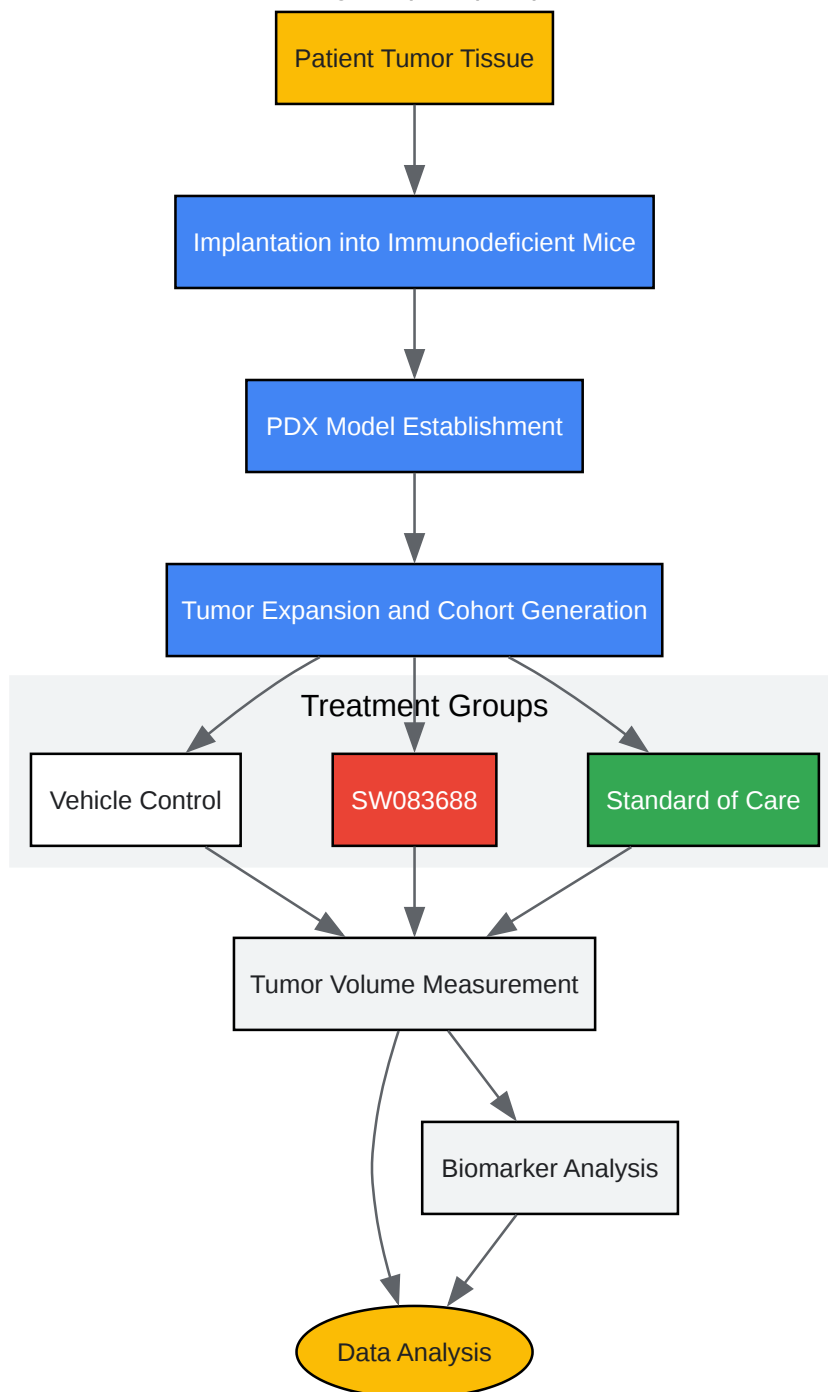 Patient Tumor Tissue
Implantation into Immunodeficient Mice
PDX Model Establishment
Tumor Expansion and Cohort Generation
Treatment Groups
Vehicle Control
SW083688
Standard of Care
Tumor Volume Measurement
Biomarker Analysis
Data Analysis